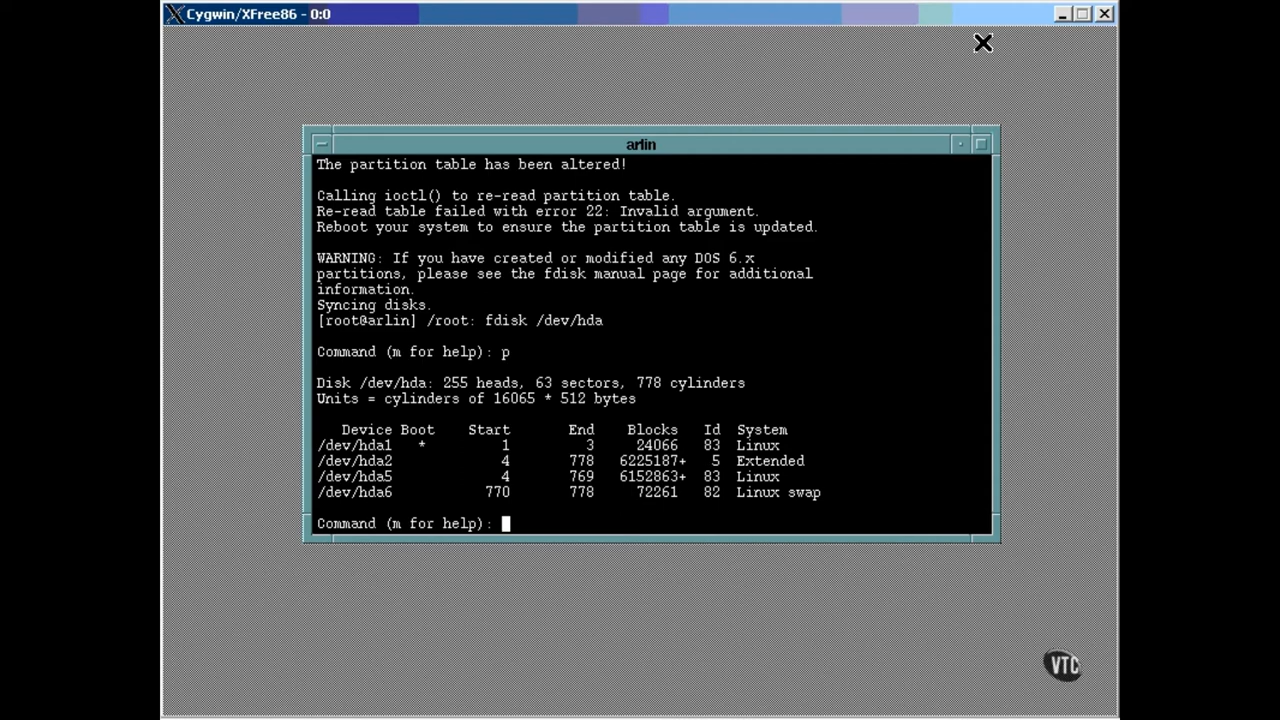 Cygwin/XFree86 - 0:0
arlin
The partition table has been altered!
Calling ioctl() to re-read partition table.
Re-read table failed with error 22: Invalid argument.
Reboot your system to ensure the partition table is updated.
WARNING: If you have created or modified any DOS 6.x
partitions, please see the fdisk manual page for additional
information.
Syncing disks.
[root@arlin] /root: fdisk /dev/hda
Command (m for help): p
Disk /dev/hda: 255 heads, 63 sectors, 778 cylinders
Units = cylinders of 16065 * 512 bytes
Device Boot Start End Blocks Id System
/dev/hda1 * 1 3 24066 83 Linux
/dev/hda2 4 778 6225187+ 5 Extended
/dev/hda5 4 769 6152863+ 83 Linux
/dev/hda6 770 778 72261 82 Linux swap
Command (m for help):
VTC